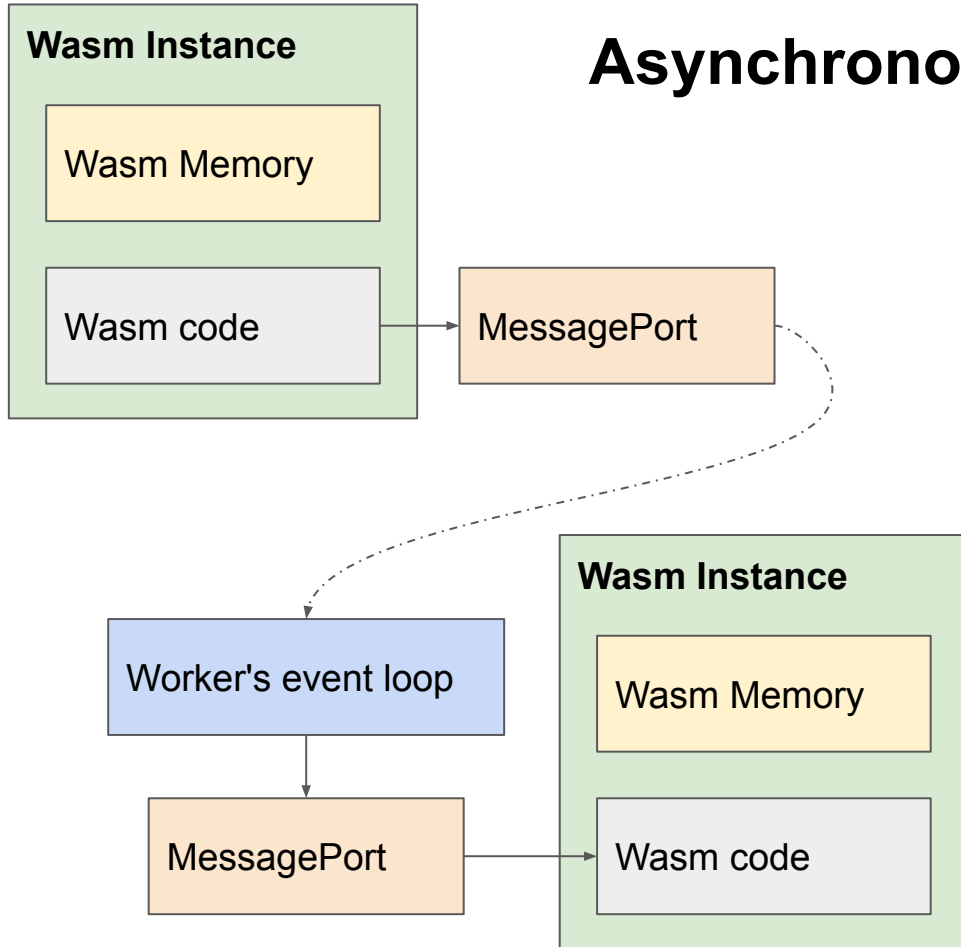 Wasm Instance
Asynchrono
Wasm Memory
Wasm code
MessagePort
Wasm Instance
Worker's event loop
Wasm Memory
MessagePort
Wasm code